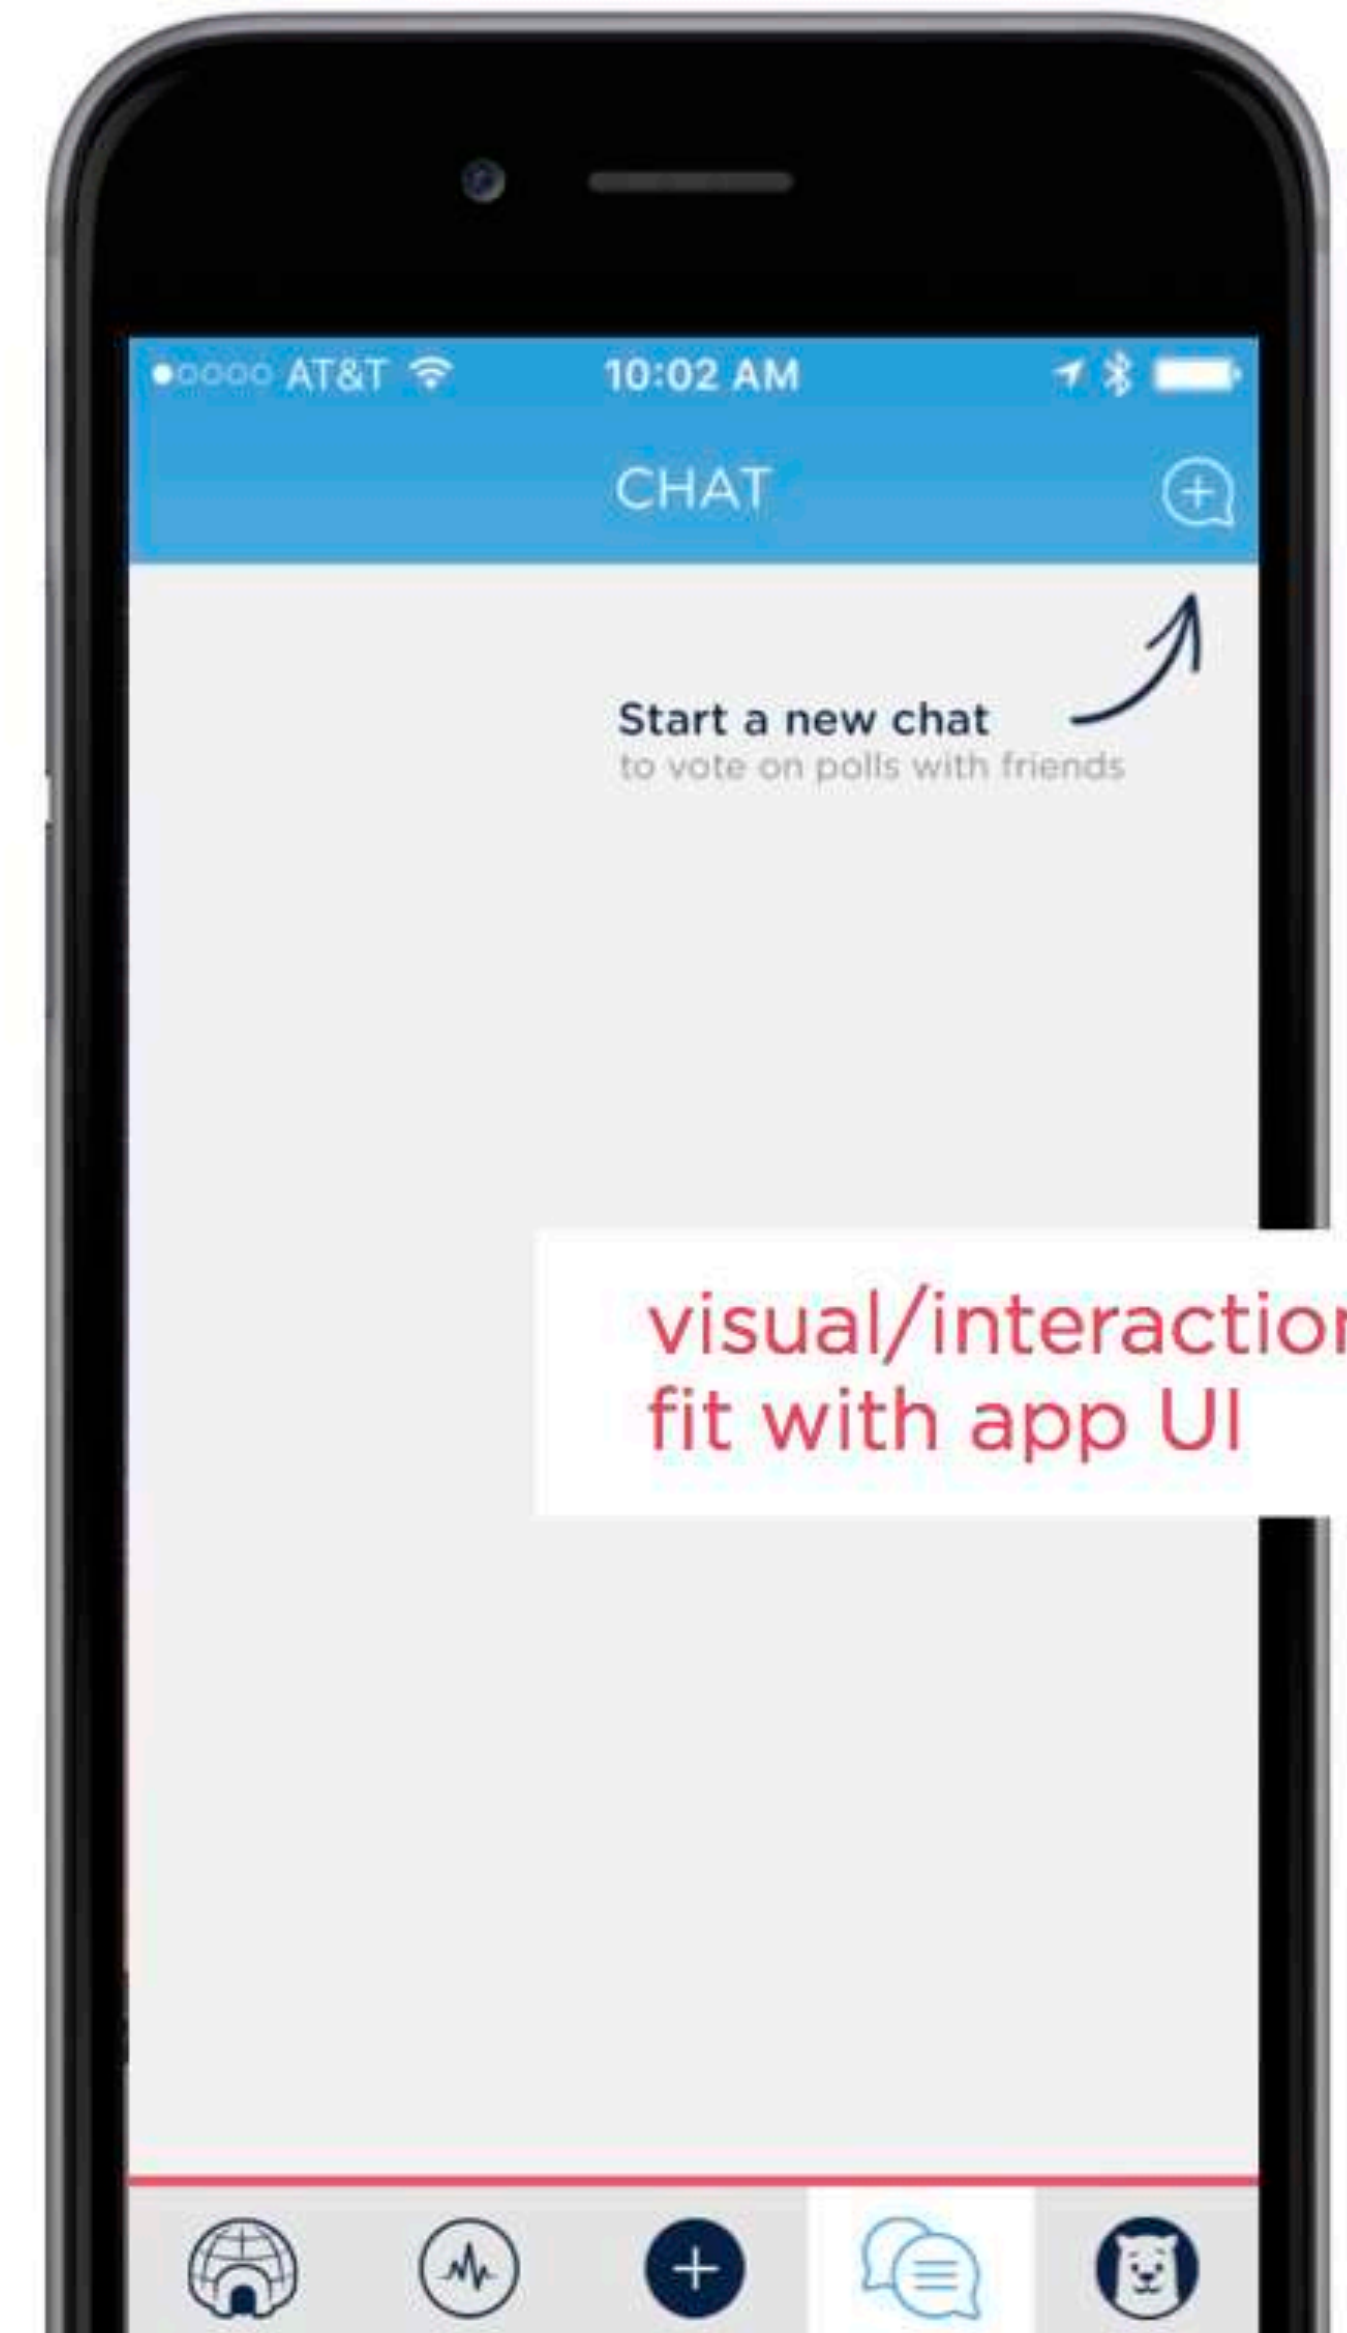 AT&T 10:02 AM
CHAT
Start a new chat
to vote on polls with friends
visual/interaction
fit with app UI